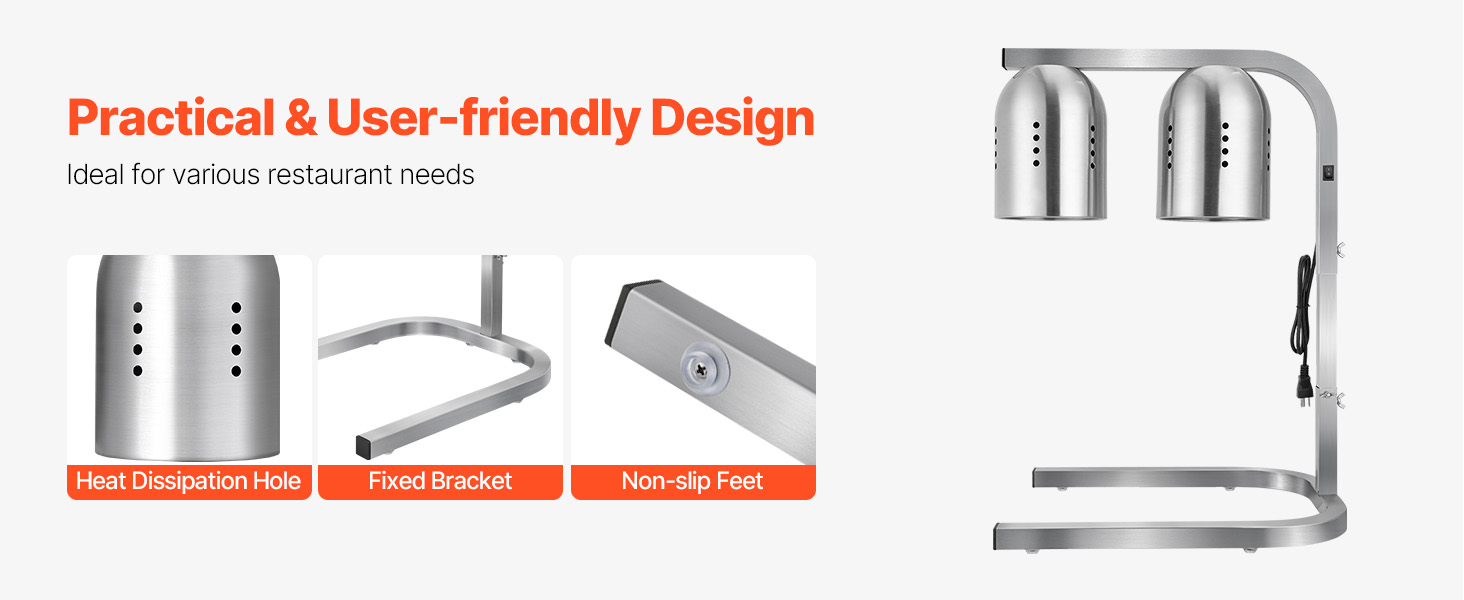 Practical & User-friendly Design
Ideal for various restaurant needs
Heat Dissipation Hole
Fixed Bracket
Non-slip Feet